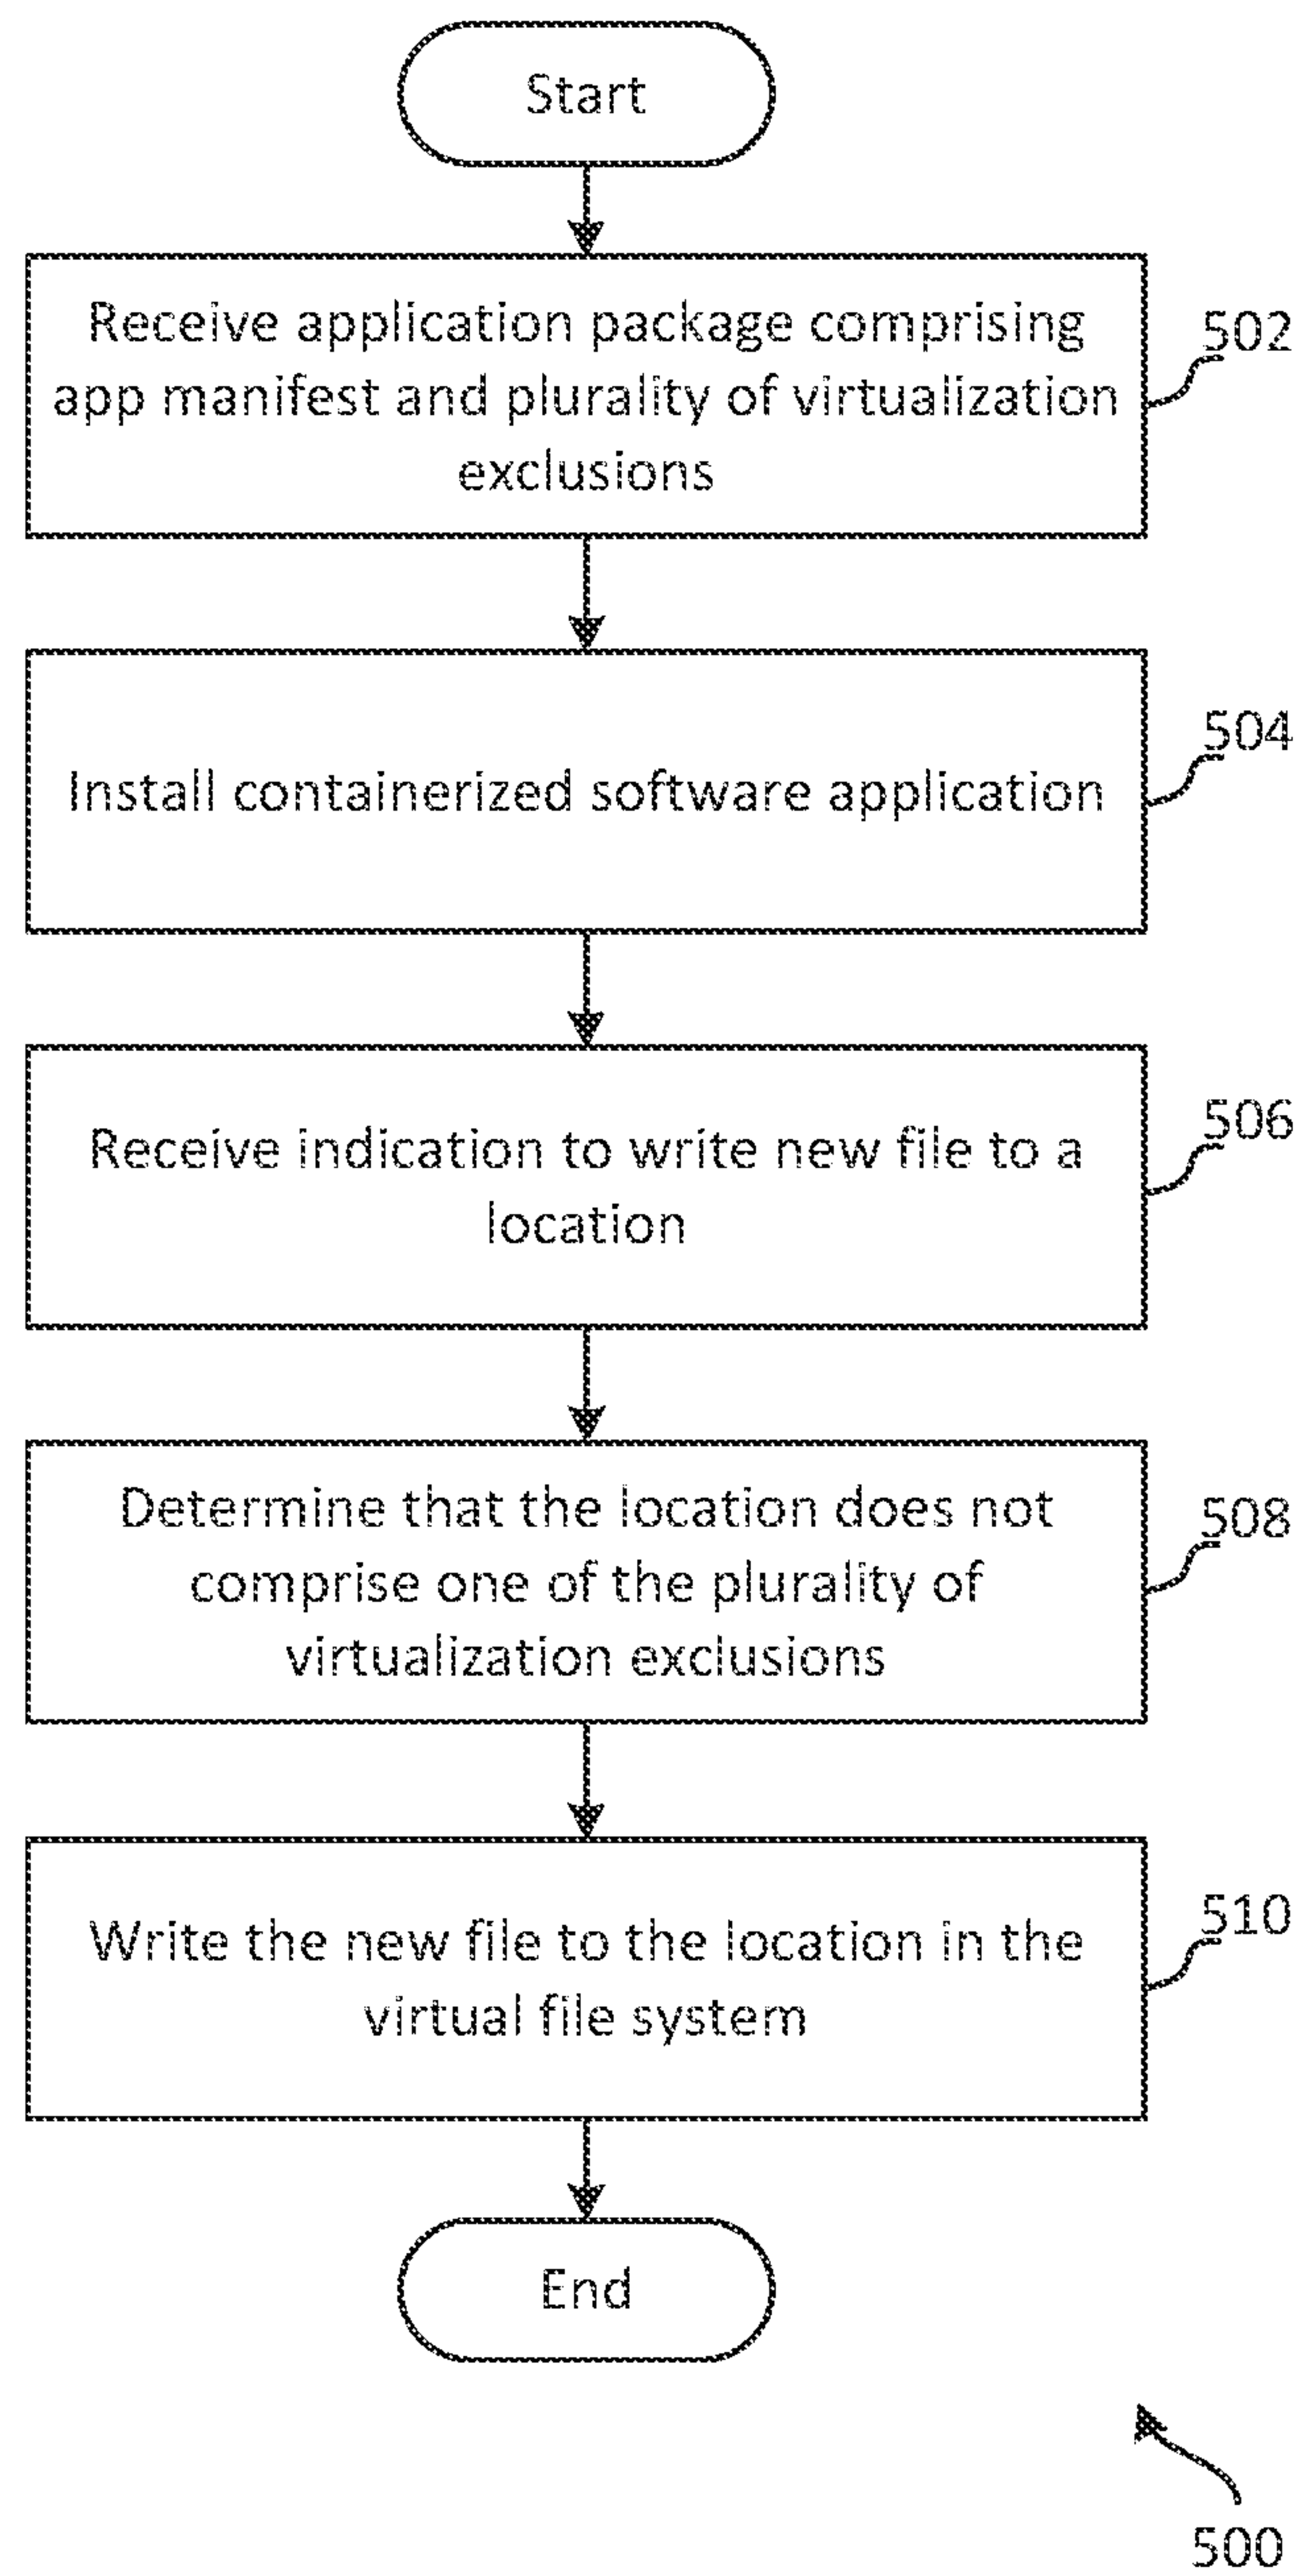 Start
Receive application package comprising
app manifest and plurality of virtualization
exclusions
502
Install containerized software application
504
Receive indication to write new file to a
location
506
Determine that the location does not
comprise one of the plurality of
virtualization exclusions
508
Write the new file to the location in the
virtual file system
510
End
500